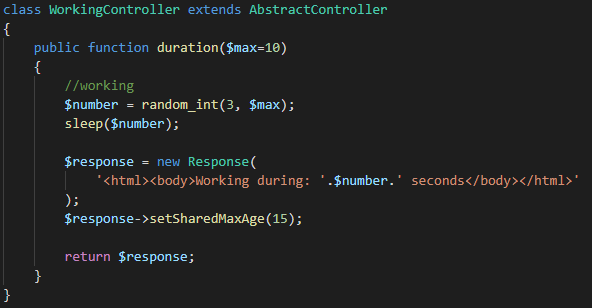 class WorkingController extends AbstractController
{
    public function duration($max=10)
    {
        //working
        $number = random_int(3, $max);
        sleep($number);

        $response = new Response(
            '<html><body>Working during: '.$number.' seconds</body></html>'
        );
        $response->setSharedMaxAge(15);

        return $response;
    }
}